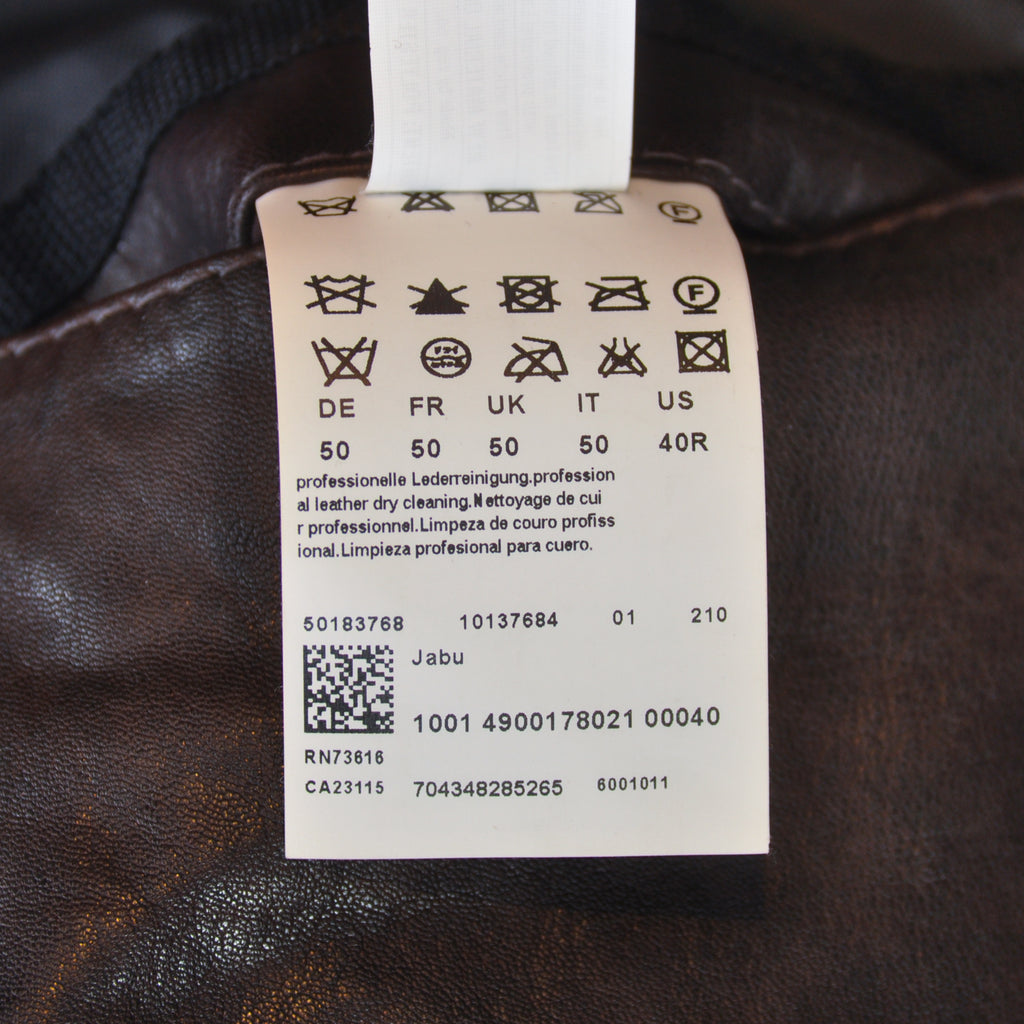 F
F
DE FR UK IT US
50 50 50 50 40R
professionelle Lederreinigung.profession
al leather dry cleaning.Nettoyage de cui
r professionnel.Limpeza de couro profiss
ional.Limpieza profesional para cuero.
50183768 10137684 01 210
Jabu
1001 4900178021 00040
RN73616
CA23115 704348285265 6001011